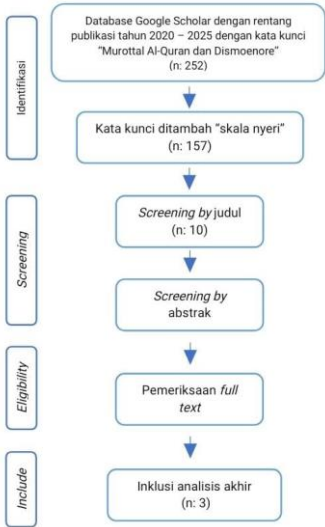 Identifikasi
Database Google Scholar dengan rentang
publikasi tahun 2020 – 2025 dengan kata kunci
“Murottal Al-Quran dan Dismoenore”
(n: 252)
Kata kunci ditambah “skala nyeri”
(n: 157)
Screening
Screening by judul
(n: 10)
Screening by
abstrak
Eligibility
Pemeriksaan full
text
Include
Inklusi analisis akhir
(n: 3)